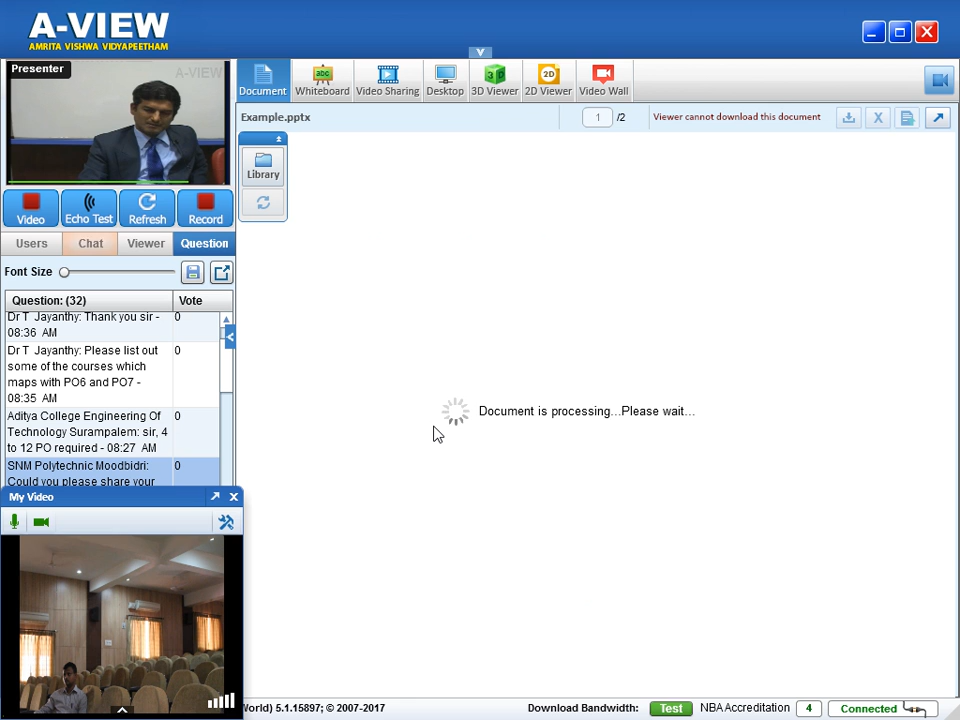 A-VIEW
AMRITA VISHWA VIDYAPEETHAM
Presenter
A-VIEW
Document
Whiteboard
abc
Video Sharing
Desktop
3D
3D Viewer
2D
2D Viewer
Video Wall
Example.pptx
1 /2
Viewer cannot download this document
X
Library
Video
Echo Test
Refresh
Record
Users
Chat
Viewer
Question
Font Size
Question: (32) Vote
Dr T Jayanthy: Thank you sir - 0
08:36 AM
Dr T Jayanthy: Please list out 0
some of the courses which
maps with PO6 and PO7 -
08:35 AM
Aditya College Engineering Of 0
Technology Surampalem: sir, 4
to 12 PO required - 08:27 AM
SNM Polytechnic Moodbidri: 0
Could you please share your
Document is processing...Please wait...
My Video
World) 5.1.15897; © 2007-2017
Download Bandwidth: Test NBA Accreditation 4 Connected